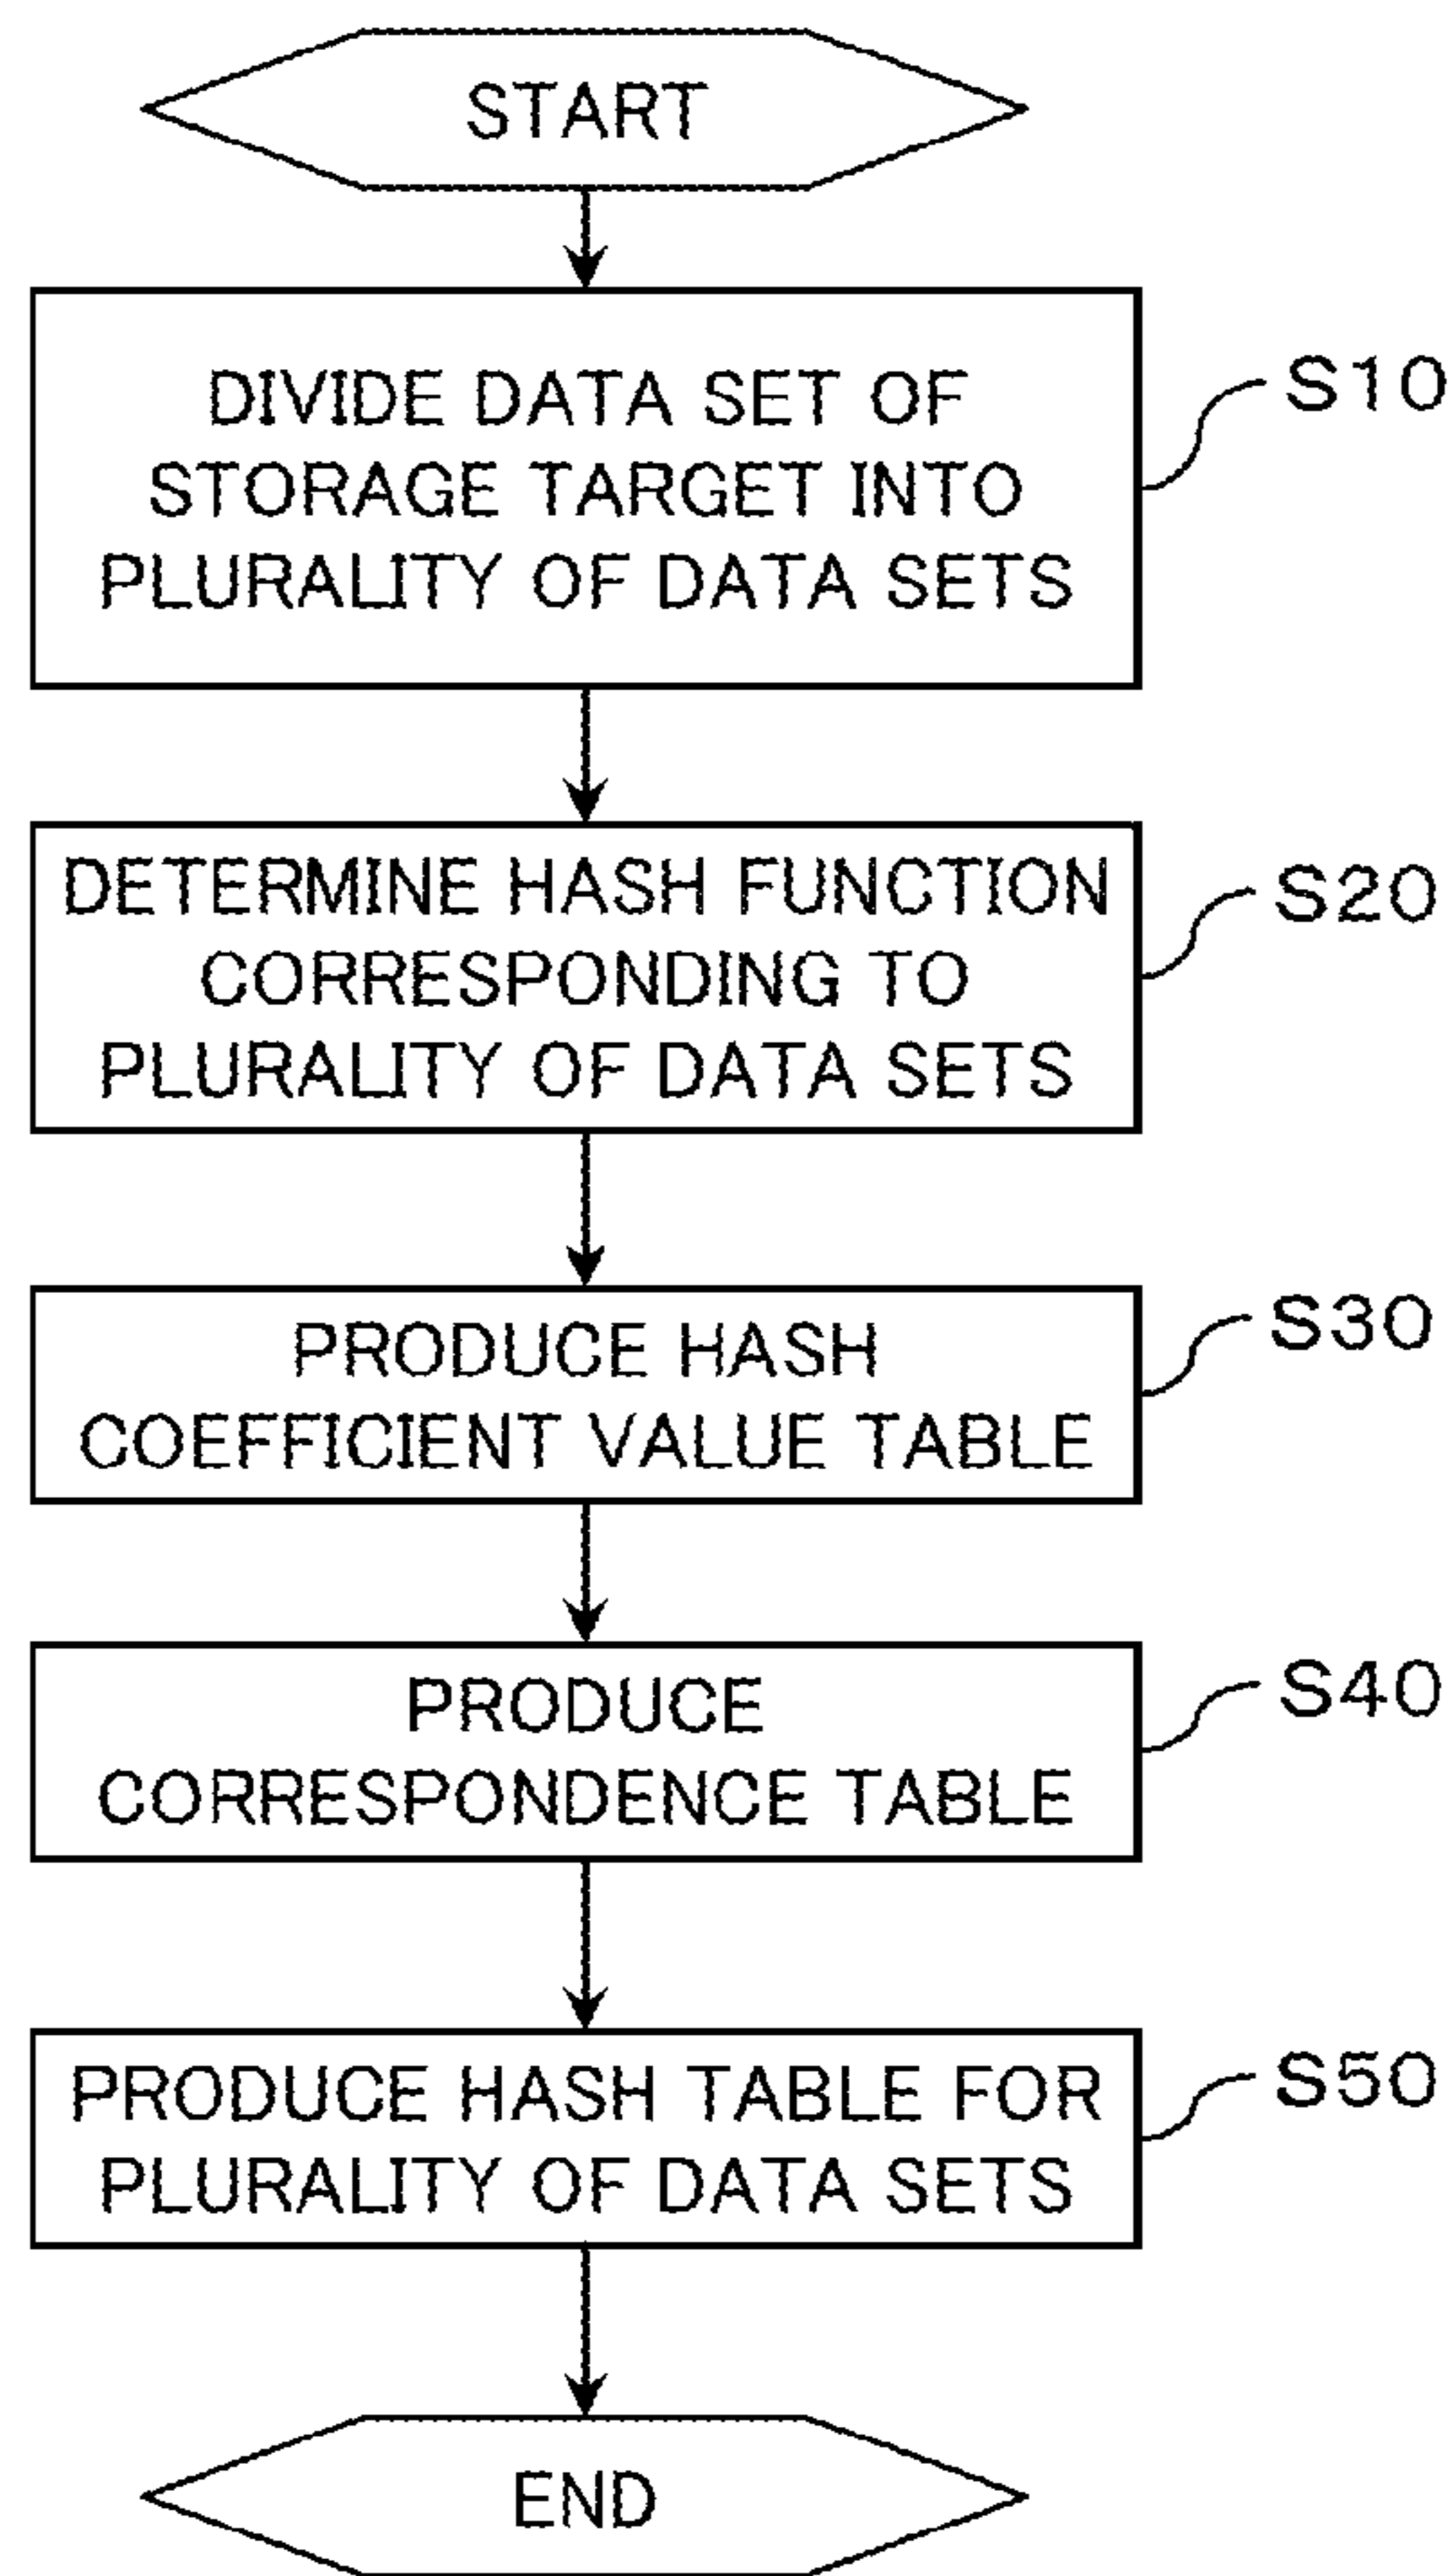 START
DIVIDE DATA SET OF
STORAGE TARGET INTO
PLURALITY OF DATA SETS
S10
DETERMINE HASH FUNCTION
CORRESPONDING TO
PLURALITY OF DATA SETS
S20
PRODUCE HASH
COEFFICIENT VALUE TABLE
S30
PRODUCE
CORRESPONDENCE TABLE
S40
PRODUCE HASH TABLE FOR
PLURALITY OF DATA SETS
S50
END